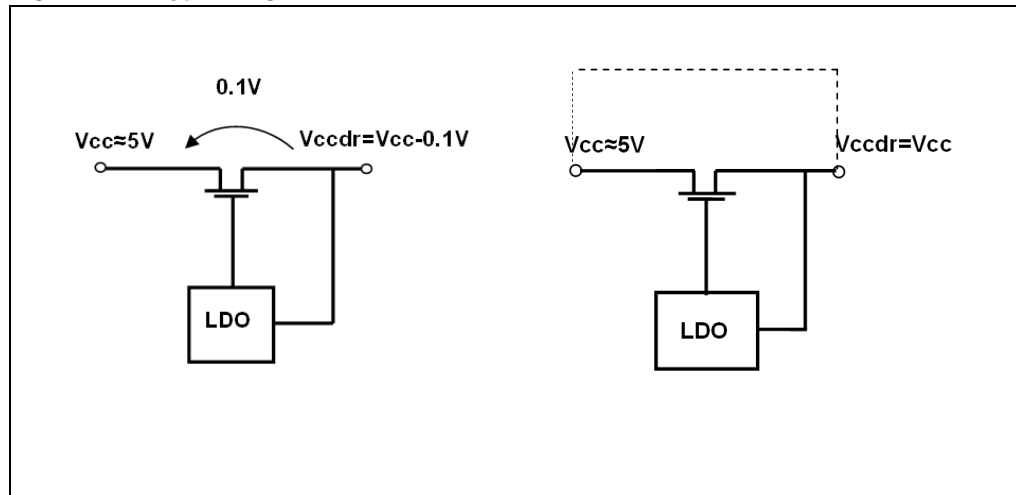 0.1V
Vcc≈5V
Vccdr=Vcc-0.1V
LDO
Vcc≈5V
Vccdr=Vcc
LDO